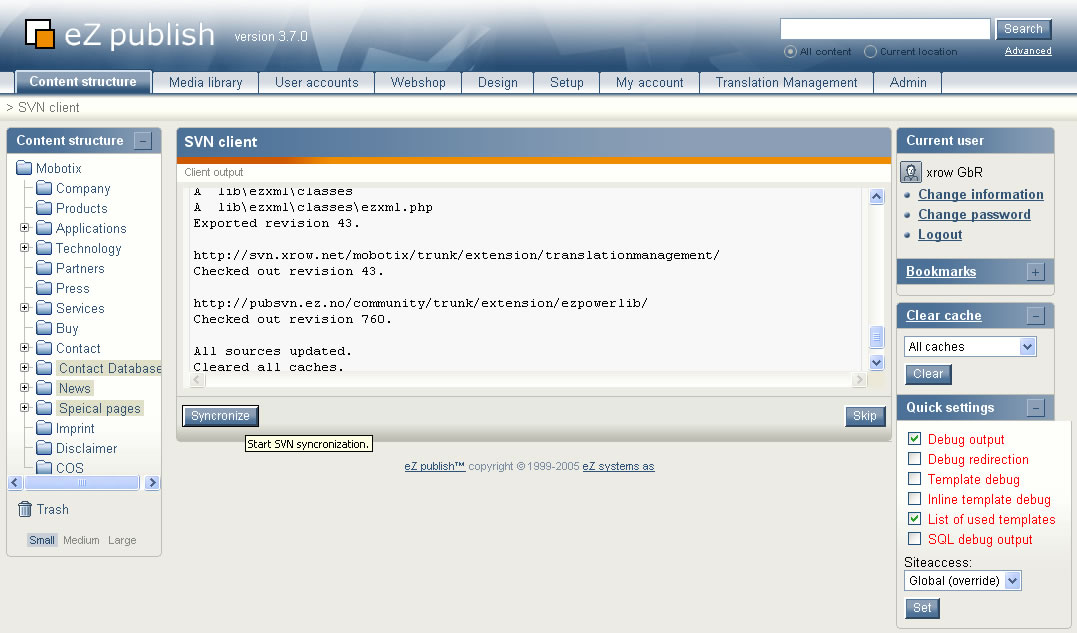 eZ publish version 3.7.0
Search
All content Current location Advanced
Content structure Media library User accounts Webshop Design Setup My account Translation Management Admin
> SVN client
Content structure
Mobotix
Company
Products
Applications
Technology
Partners
Press
Services
Buy
Contact
Contact Database
News
Speical pages
Imprint
Disclaimer
COS
Trash
Small Medium Large
SVN client
Client output
A lib\ezxml\classes
A lib\ezxml\classes\ezxml.php
Exported revision 43.
http://svn.xrow.net/mobotix/trunk/extension/translationmanagement/
Checked out revision 43.
http://pubsvn.ez.no/community/trunk/extension/ezpowerlib/
Checked out revision 760.
All sources updated.
Cleared all caches.
Syncronize Skip
Start SVN syncronization.
eZ publish™ copyright © 1999-2005 eZ systems as
Current user
xrow GbR
Change information
Change password
Logout
Bookmarks
Clear cache
All caches
Clear
Quick settings
Debug output
Debug redirection
Template debug
Inline template debug
List of used templates
SQL debug output
Siteaccess:
Global (override)
Set